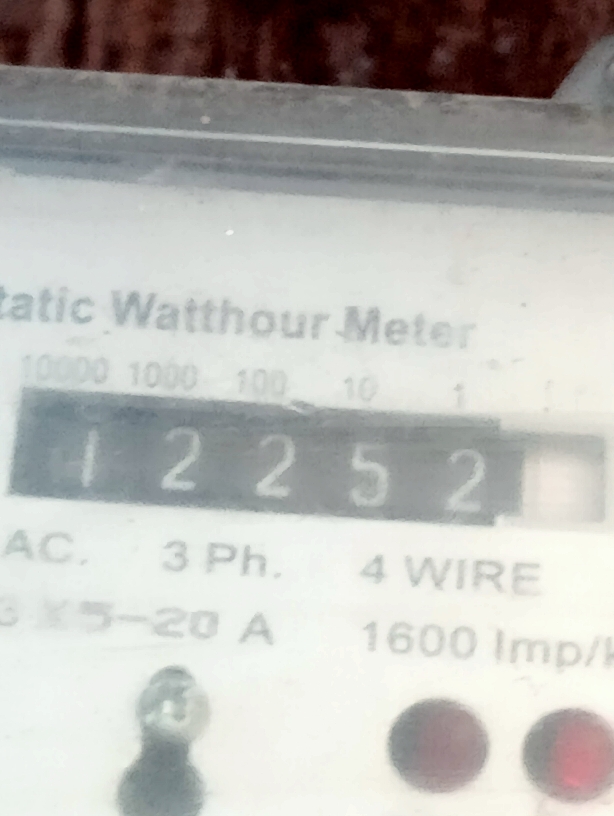 tatic Watthour Meter
10000 1000 100 10 1
1 2 2 5 2
AC. 3 Ph. 4 WIRE
3 X 5-20 A 1600 Imp/k